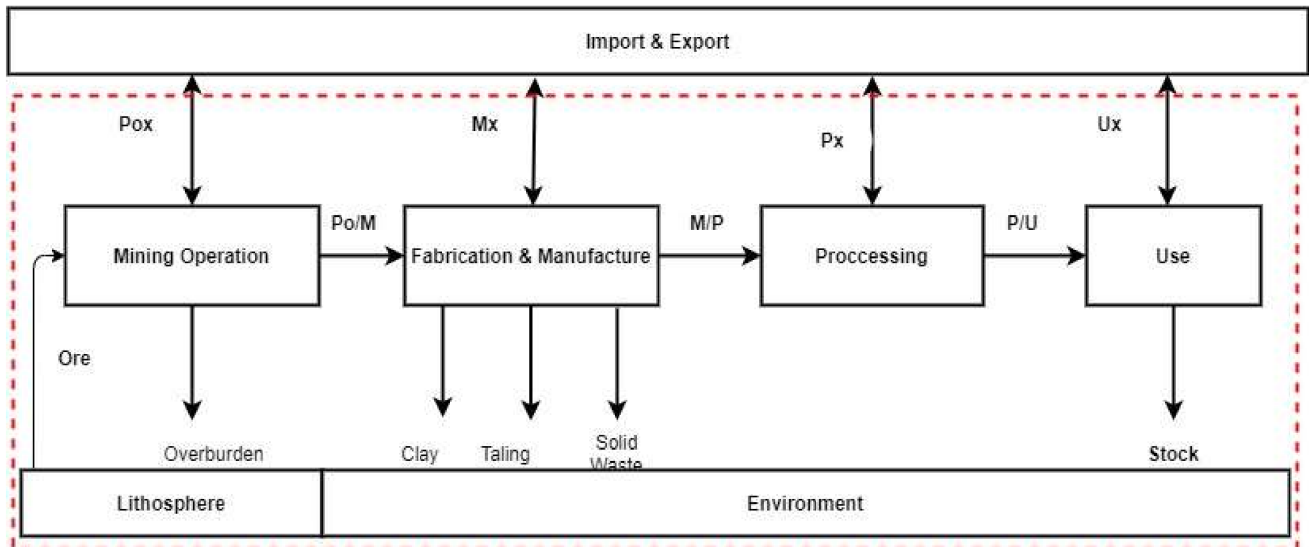 Import & Export
Pox
Mx
Px
Ux
Mining Operation
Po/M
Fabrication & Manufacture
M/P
Proccessing
P/U
Use
Ore
Overburden
Clay
Taling
Solid
Waste
Stock
Lithosphere
Environment